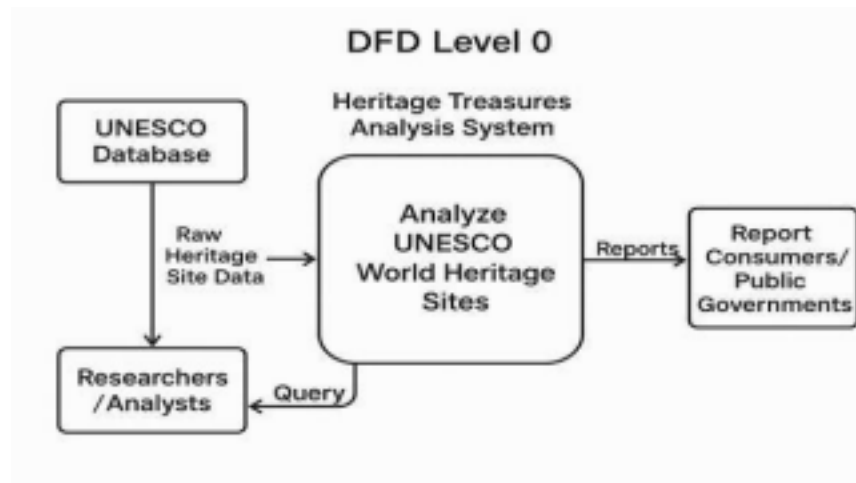 DFD Level 0
Heritage Treasures
Analysis System
UNESCO
Database
Raw
Heritage
Site Data
Analyze
UNESCO
World Heritage
Sites
Reports
Report
Consumers/
Public
Governments
Researchers
/Analysts
Query